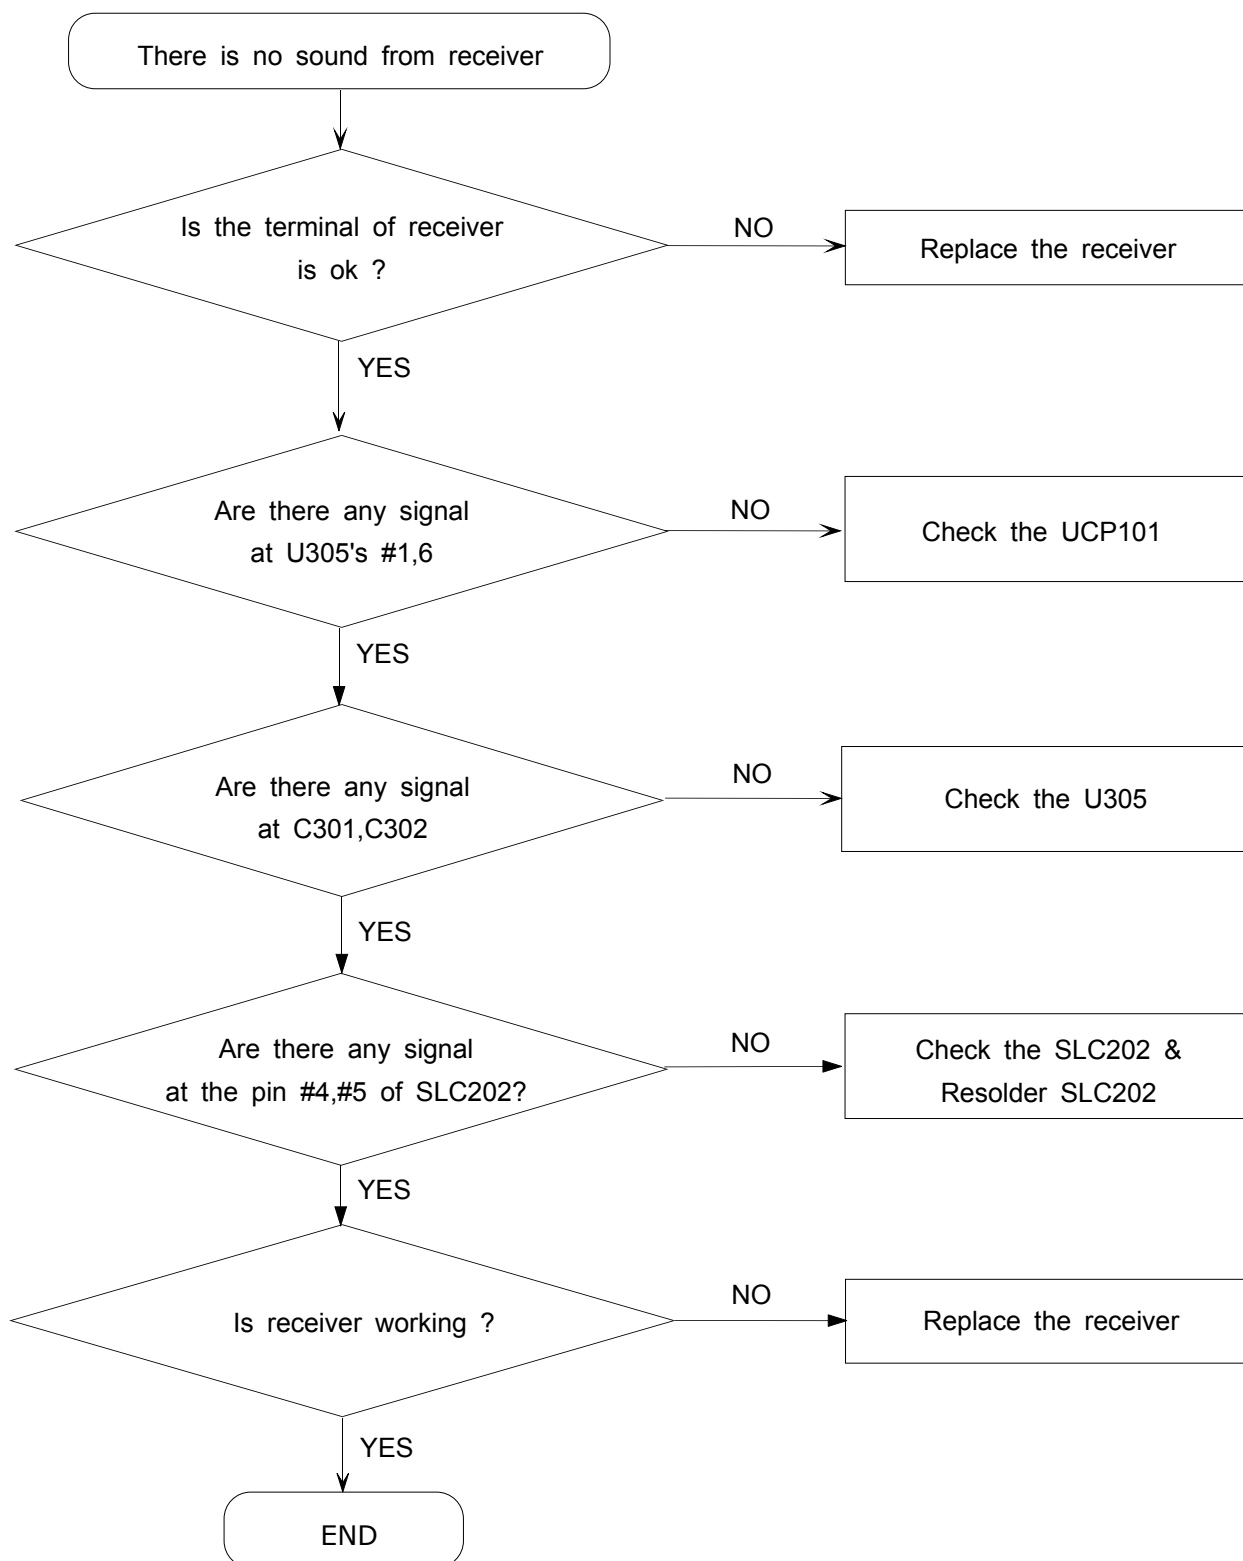 There is no sound from receiver
Is the terminal of receiver
is ok ?
NO
Replace the receiver
YES
Are there any signal
at U305's #1,6
NO
Check the UCP101
YES
Are there any signal
at C301,C302
NO
Check the U305
YES
Are there any signal
at the pin #4,#5 of SLC202?
NO
Check the SLC202 &
Resolder SLC202
YES
Is receiver working ?
NO
Replace the receiver
YES
END